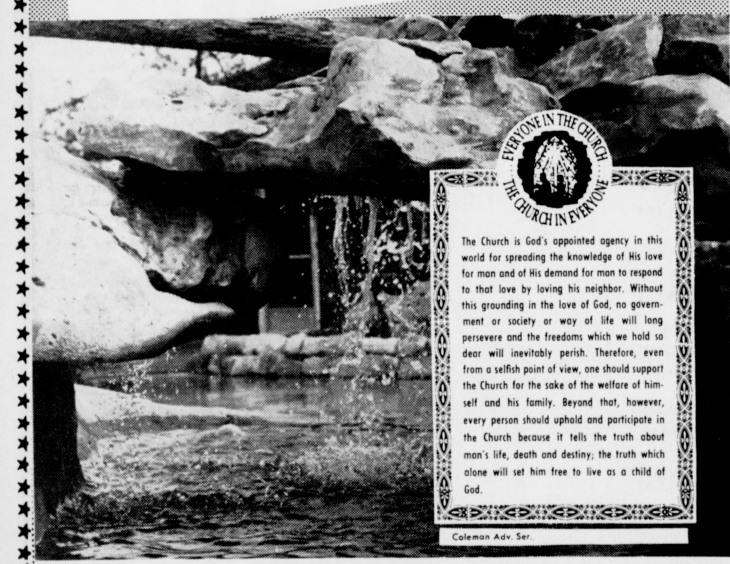 EVERYONE IN THE CHURCH
THE CHURCH IN EVERYONE
The Church is God's appointed agency in this
world for spreading the knowledge of His love
for man and of His demand for man to respond
to that love by loving his neighbor. Without
this grounding in the love of God, no govern-
ment or society or way of life will long
persevere and the freedoms which we hold so
dear will inevitably perish. Therefore, even
from a selfish point of view, one should support
the Church for the sake of the welfare of him-
self and his family. Beyond that, however,
every person should uphold and participate in
the Church because it tells the truth about
man's life, death and destiny; the truth which
alone will set him free to live as a child of
God.
Coleman Adv. Ser.